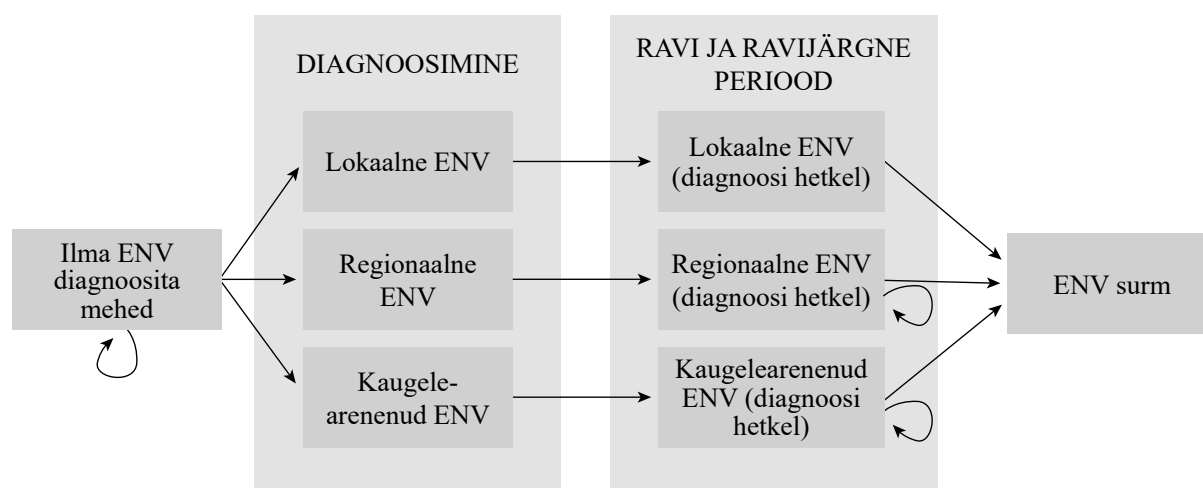 DIAGNOOSIMINE
RAVI JA RAVIJÄRGNE
PERIOOD
Lokaalne ENV
Lokaalne ENV
(diagnoosi hetkel)
Ilma ENV
diagnoosita
mehed
Regionaalne
ENV
Regionaalne ENV
(diagnoosi hetkel)
ENV surm
Kaugele-
arenenud ENV
Kaugelearenenud
ENV (diagnoosi
hetkel)